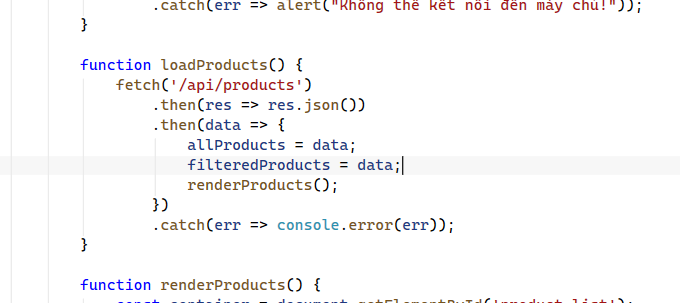 .catch(err => alert("Không thể kết nối đến máy chủ!"));
}
function loadProducts() {
fetch('/api/products')
.then(res => res.json())
.then(data => {
allProducts = data;
filteredProducts = data;
renderProducts();
})
.catch(err => console.error(err));
}
function renderProducts() {
const container = document.getElementById('product-list');